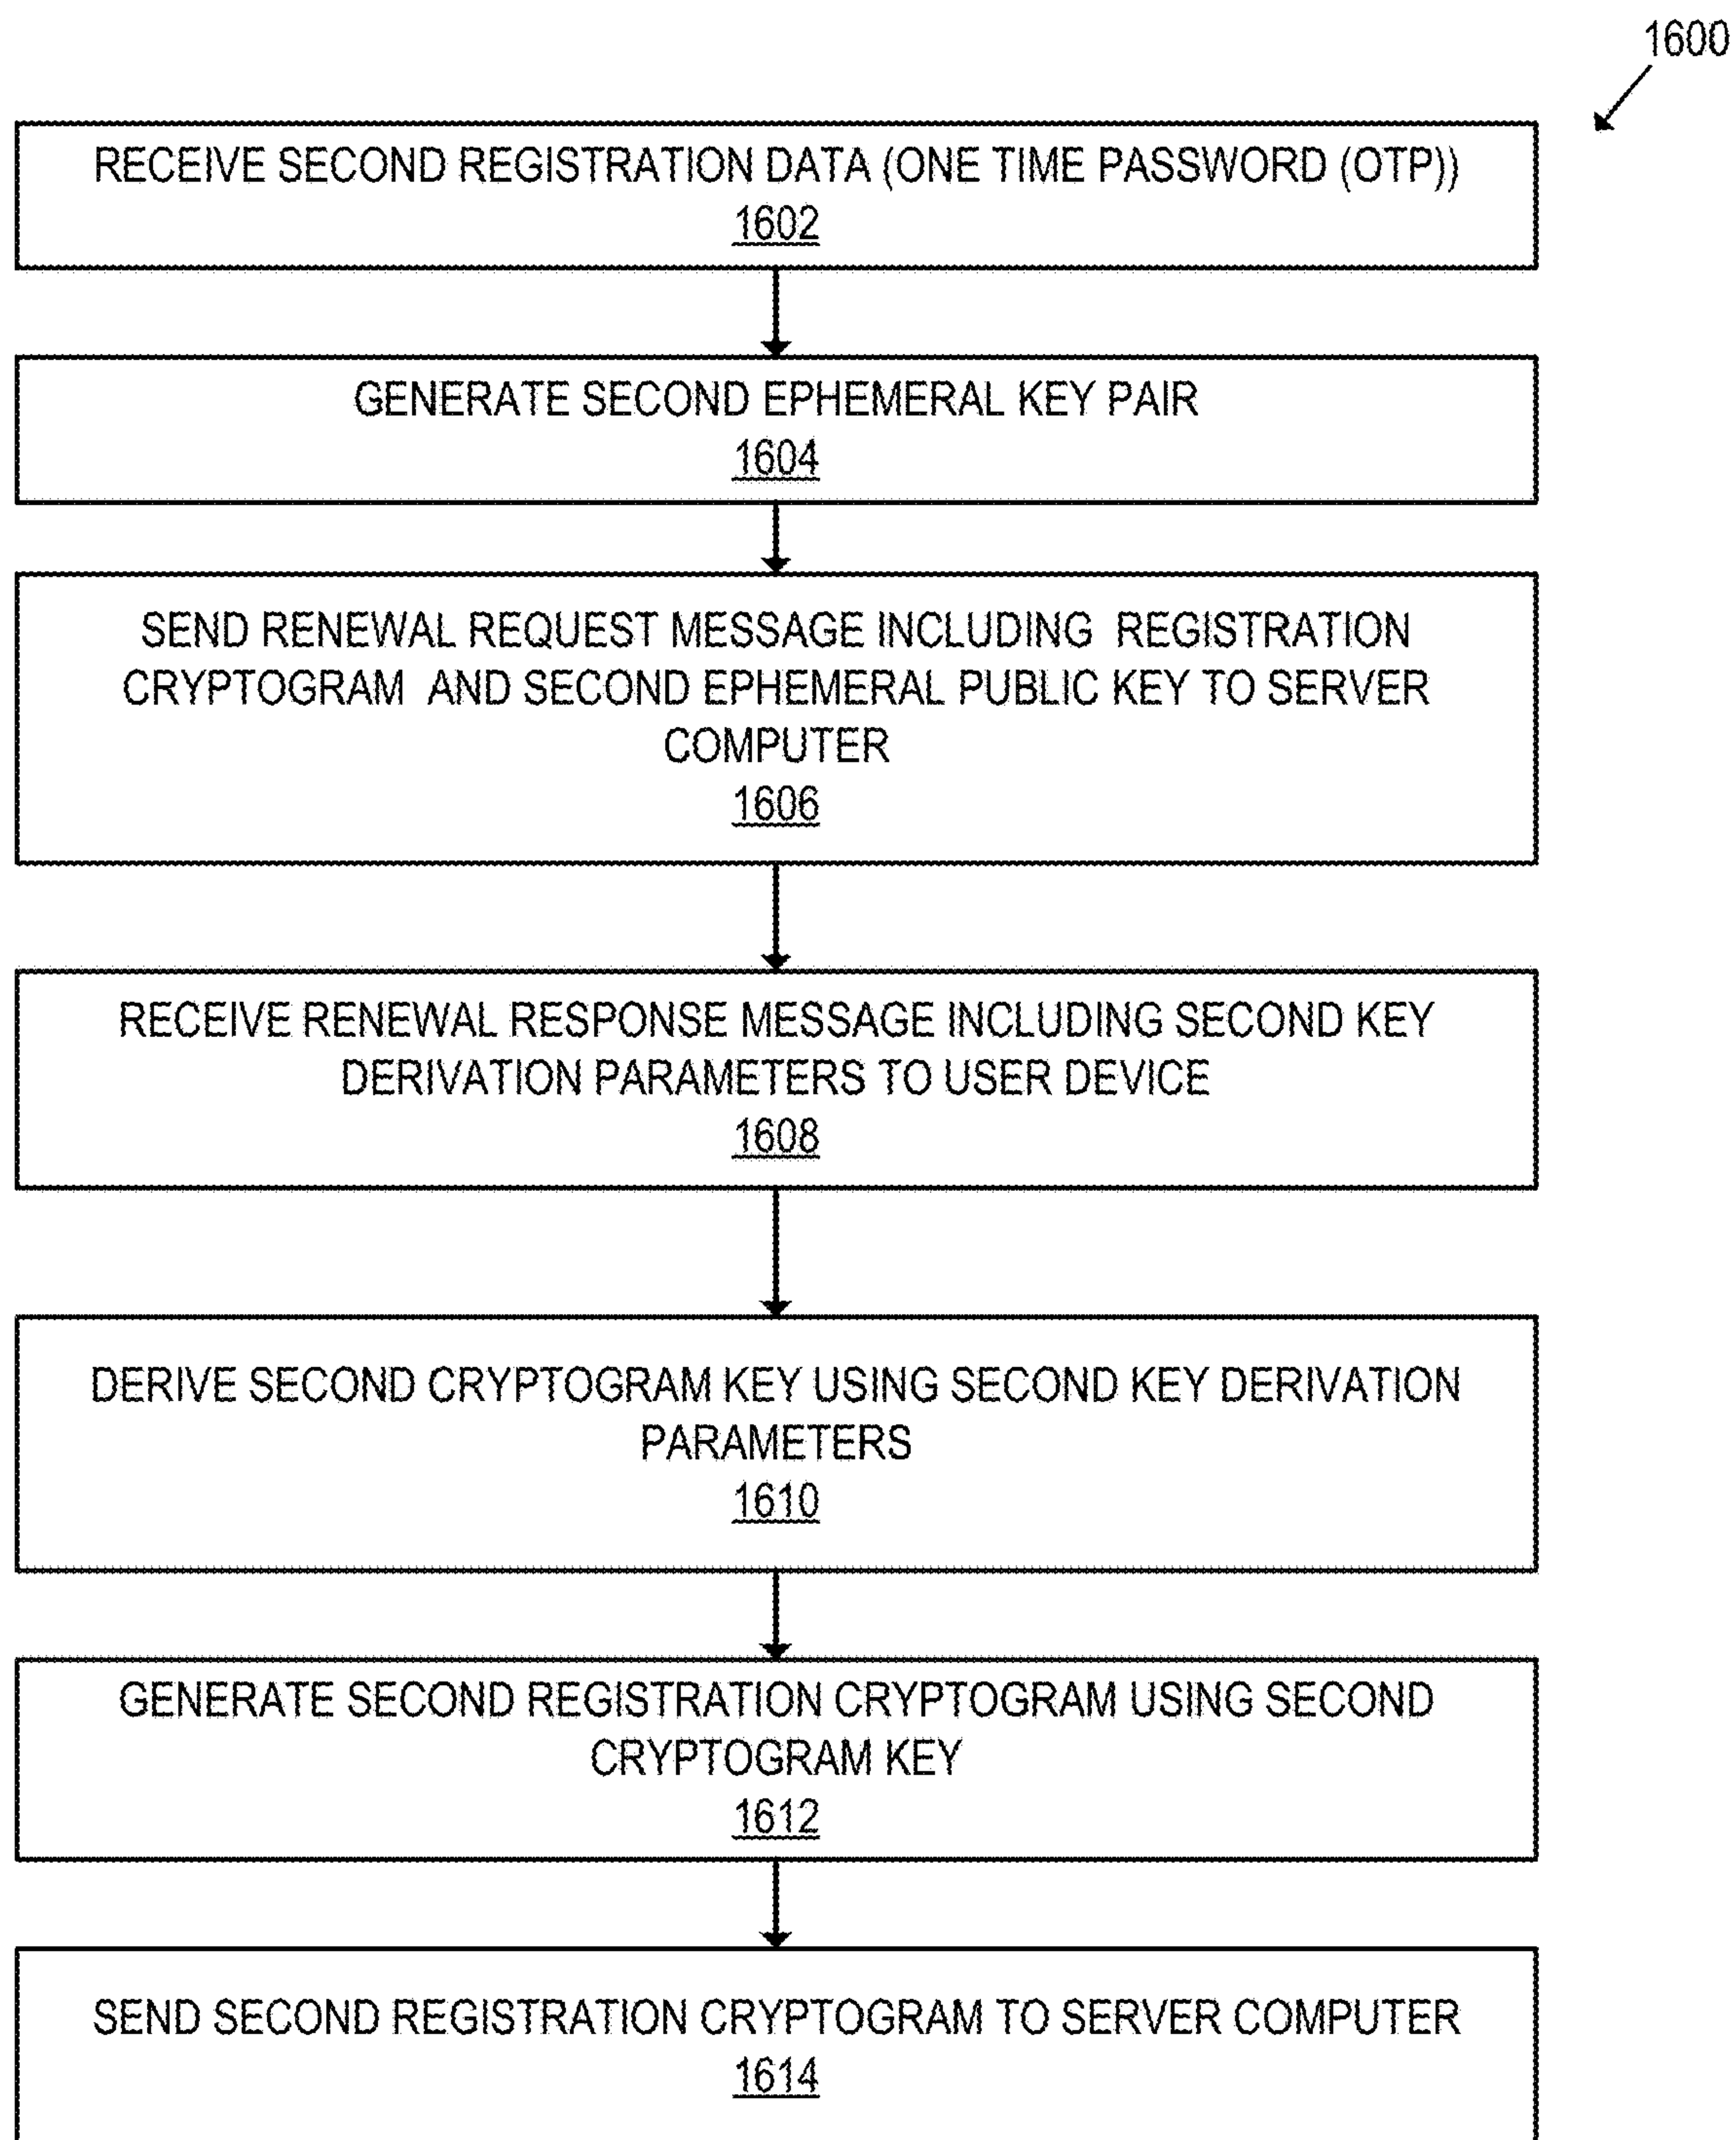 1600
RECEIVE SECOND REGISTRATION DATA (ONE TIME PASSWORD (OTP))
1602
GENERATE SECOND EPHEMERAL KEY PAIR
1604
SEND RENEWAL REQUEST MESSAGE INCLUDING REGISTRATION
CRYPTOGRAM AND SECOND EPHEMERAL PUBLIC KEY TO SERVER
COMPUTER
1606
RECEIVE RENEWAL RESPONSE MESSAGE INCLUDING SECOND KEY
DERIVATION PARAMETERS TO USER DEVICE
1608
DERIVE SECOND CRYPTOGRAM KEY USING SECOND KEY DERIVATION
PARAMETERS
1610
GENERATE SECOND REGISTRATION CRYPTOGRAM USING SECOND
CRYPTOGRAM KEY
1612
SEND SECOND REGISTRATION CRYPTOGRAM TO SERVER COMPUTER
1614